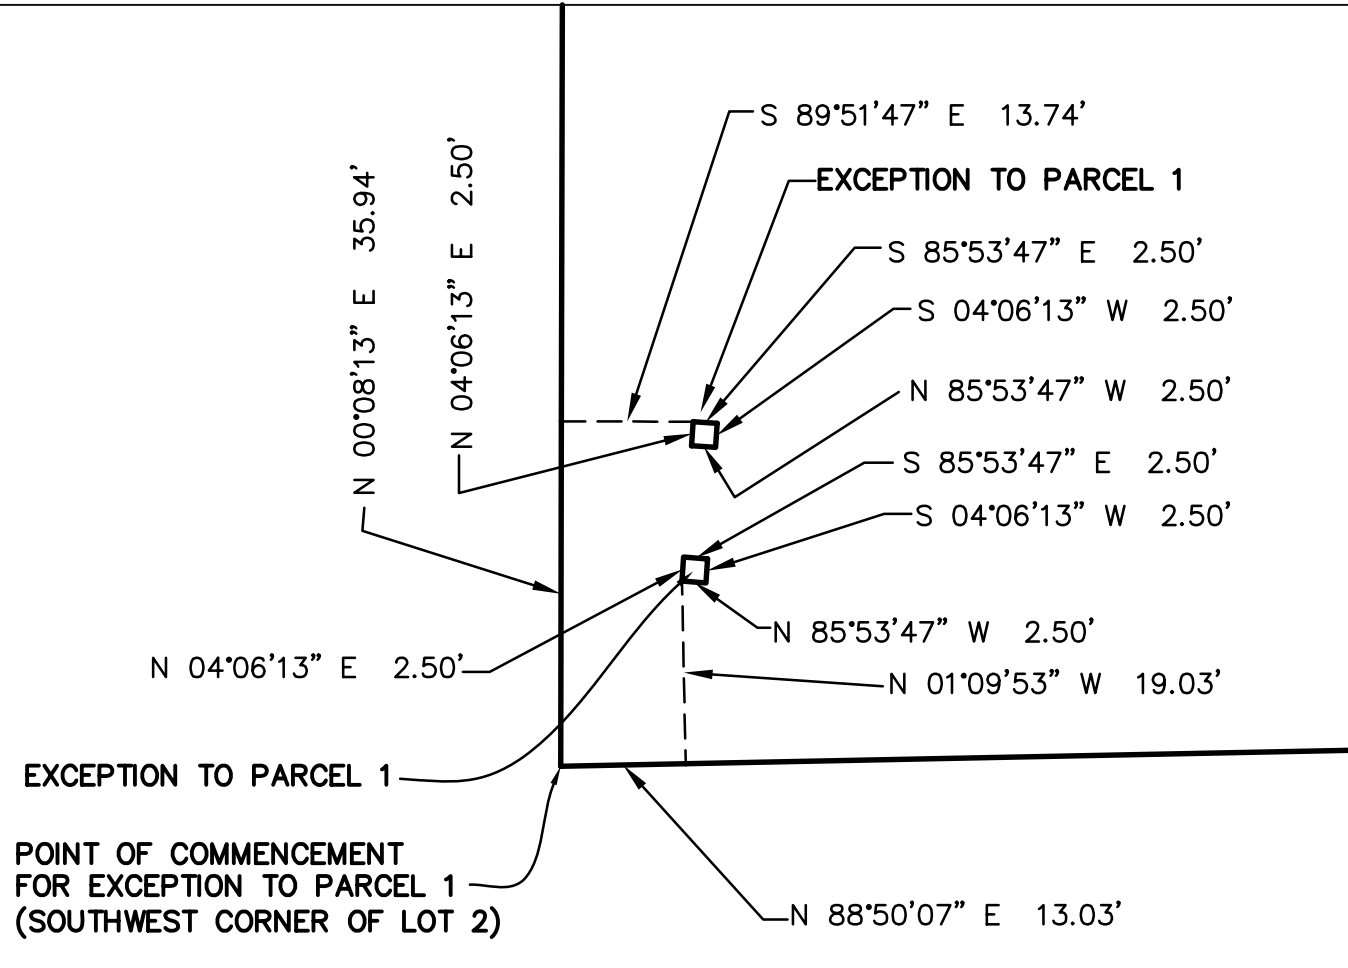 S 89°51'47" E 13.74'
EXCEPTION TO PARCEL 1
S 85°53'47" E 2.50'
S 04°06'13" W 2.50'
N 85°53'47" W 2.50'
S 85°53'47" E 2.50'
S 04°06'13" W 2.50'
N 85°53'47" W 2.50'
N 01°09'53" W 19.03'
N 88°50'07" E 13.03'
N 00°08'13" E 35.94'
N 04°06'13" E 2.50'
N 04°06'13" E 2.50'
EXCEPTION TO PARCEL 1
POINT OF COMMENCEMENT
FOR EXCEPTION TO PARCEL 1
(SOUTHWEST CORNER OF LOT 2)